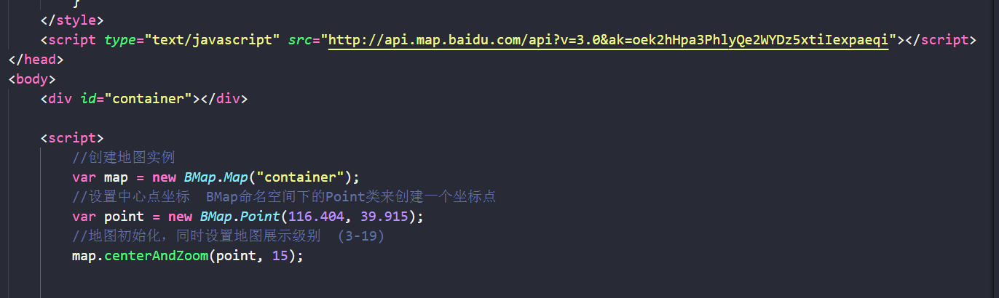 }
</style>
<script type="text/javascript" src="http://api.map.baidu.com/api?v=3.0&ak=oek2hHpa3PhlyQe2WYDz5xtiIexpaeqi"></script>
</head>
<body>
<div id="container"></div>
<script>
//创建地图实例
var map = new BMap.Map("container");
//设置中心点坐标  BMap命名空间下的Point类来创建一个坐标点
var point = new BMap.Point(116.404, 39.915);
//地图初始化，同时设置地图展示级别  (3-19)
map.centerAndZoom(point, 15);